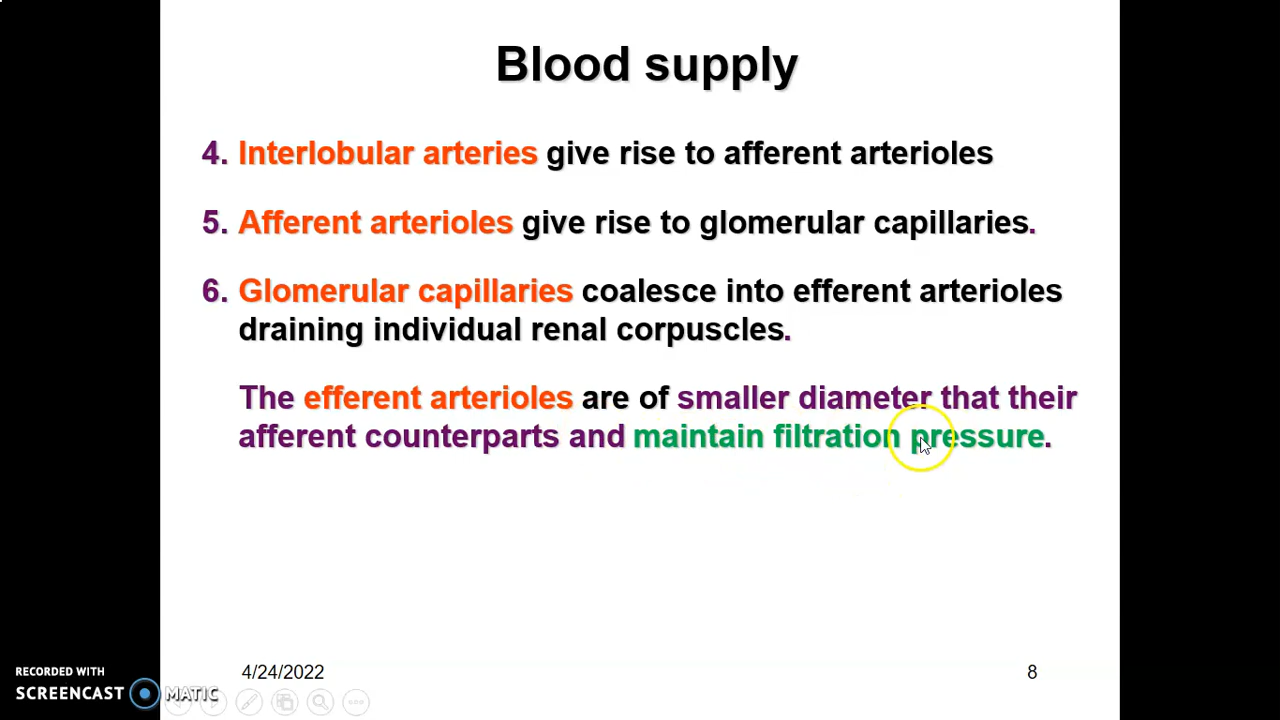 Blood supply
4. Interlobular arteries give rise to afferent arterioles
5. Afferent arterioles give rise to glomerular capillaries.
6. Glomerular capillaries coalesce into efferent arterioles
draining individual renal corpuscles.
The efferent arterioles are of smaller diameter that their
afferent counterparts and maintain filtration pressure.
4/24/2022
8
RECORDED WITH
SCREENCAST MATIC